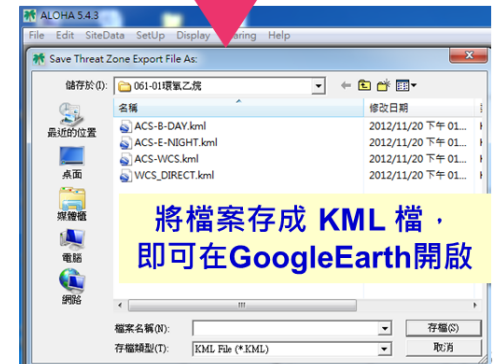 ALOHA 5.4.3
File Edit SiteData SetUp Display Sharing Help
Save Threat Zone Export File As:
儲存於(I): 061-01環氧乙烷
名稱 修改日期
最近的位置
ACS-B-DAY.kml 2012/11/20 下午 01...
ACS-E-NIGHT.kml 2012/11/20 下午 01...
ACS-WCS.kml 2012/11/20 下午 01...
桌面
WCS_DIRECT.kml 2012/11/20 下午 01...
媒體櫃
將檔案存成 KML 檔，
即可在GoogleEarth開啟
電腦
網路
檔案名稱(N): 存檔(S)
存檔類型(T): KML File (*.KML) 取消